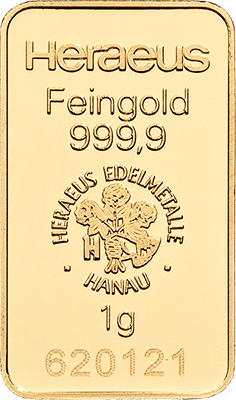 Heraeus
Feingold
999,9
HERAEUS EDELMETALLE
H
· HANAU ·
1g
620121